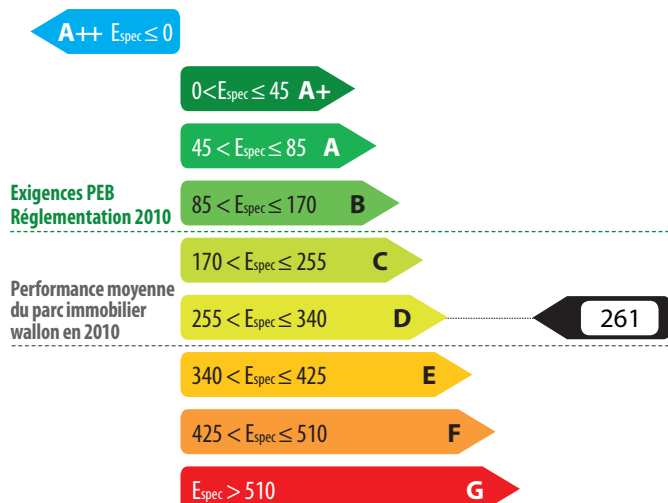 A++ Espec ≤ 0
0<Espec ≤ 45 A+
45 < Espec ≤ 85 A
Exigences PEB
Réglementation 2010
85 < Espec ≤ 170 B
170 < Espec ≤ 255 C
Performance moyenne
du parc immobilier
wallon en 2010
255 < Espec ≤ 340 D
261
340 < Espec ≤ 425 E
425 < Espec ≤ 510 F
Espec > 510 G